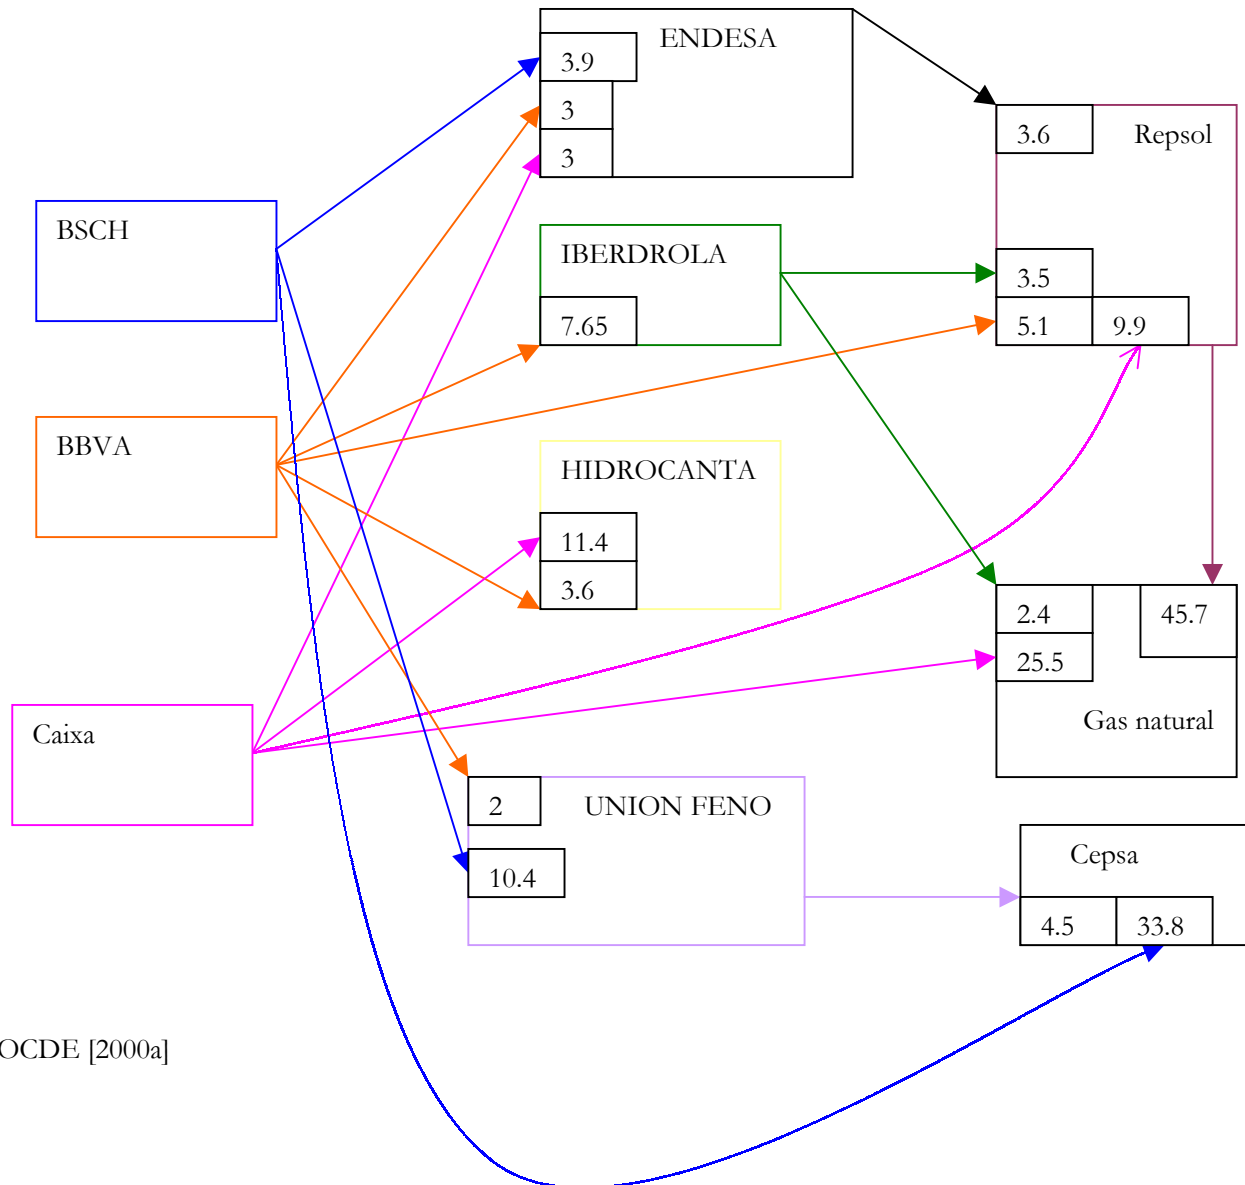 ENDESA
3.9
3
3
3.6
Repsol
BSCH
IBERDROLA
7.65
3.5
5.1
9.9
BBVA
HIDROCANTA
11.4
3.6
2.4
45.7
25.5
Gas natural
Caixa
2
UNION FENO
10.4
Cepsa
4.5
33.8
OCDE [2000a]